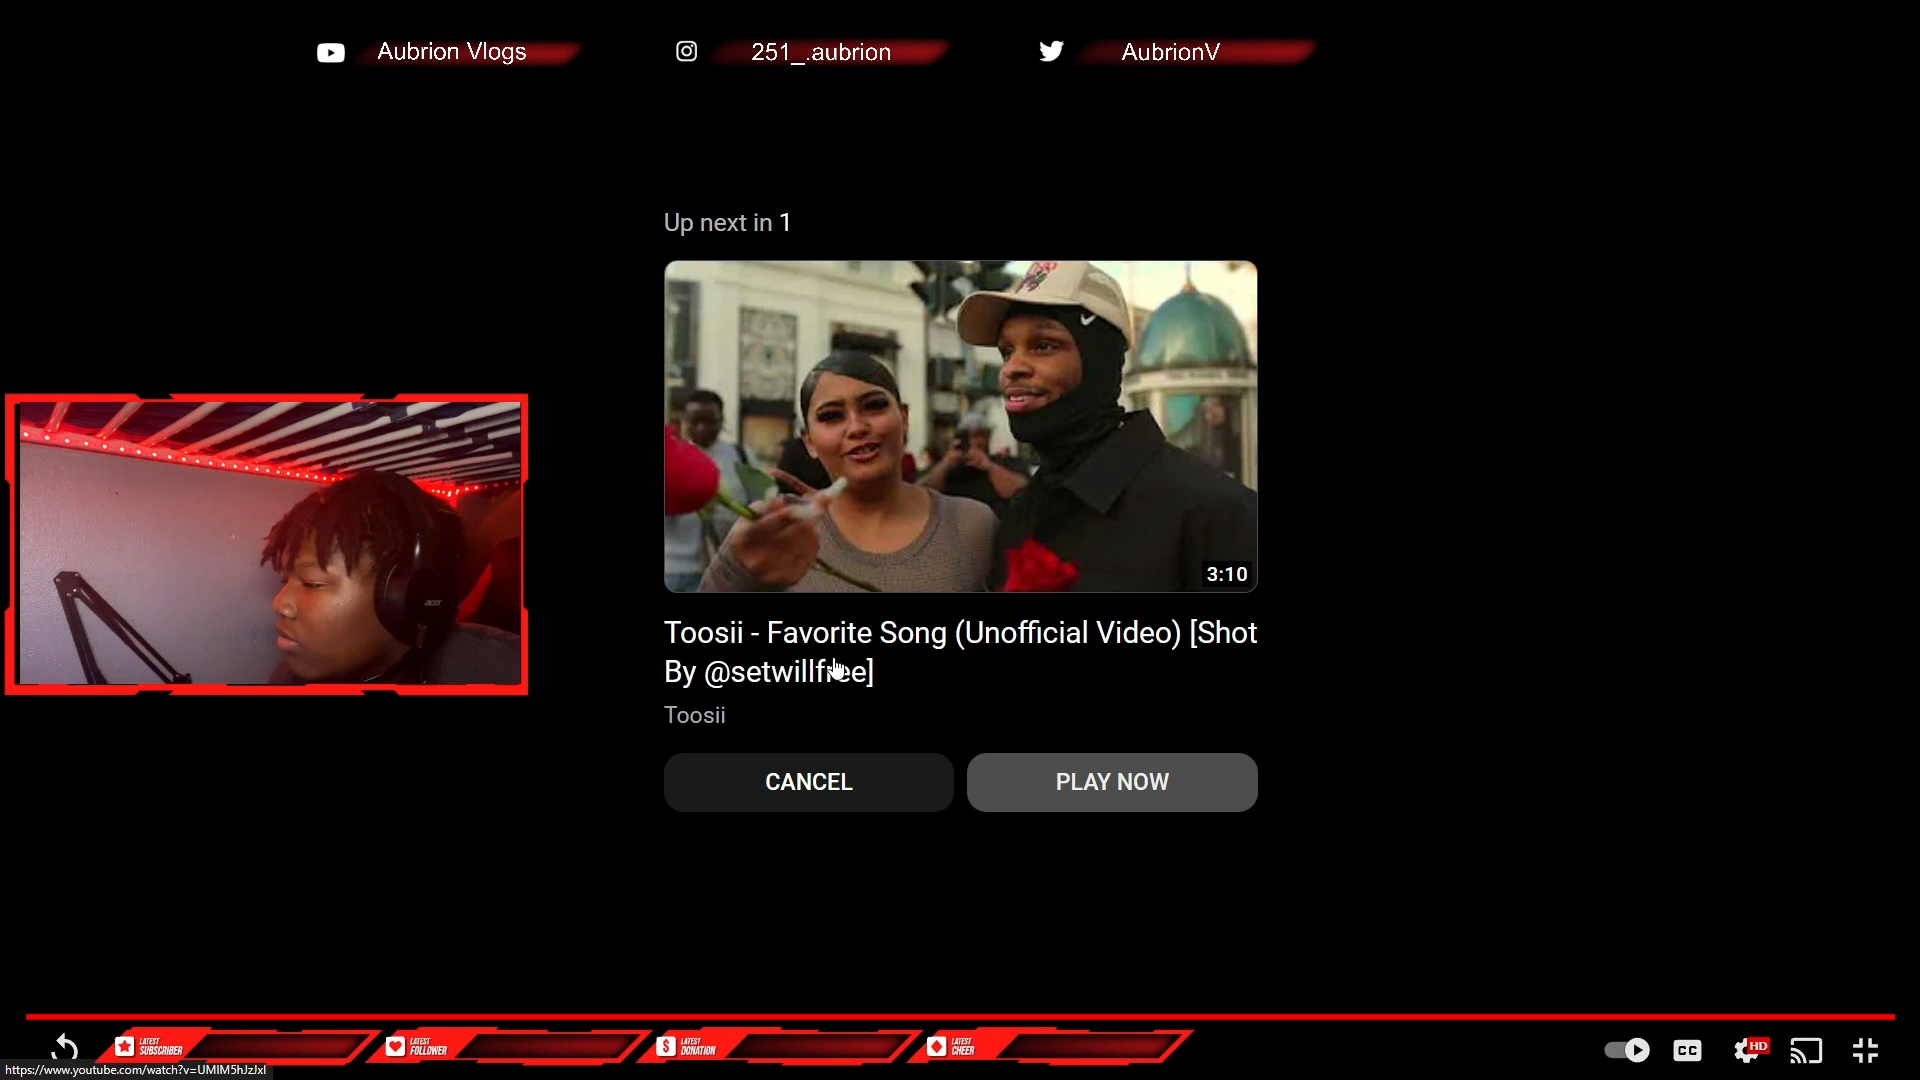 Aubrion Vlogs
251_.aubrion
AubrionV
Up next in 1
3:10
Toosii - Favorite Song (Unofficial Video) [Shot
By @setwillfree]
Toosii
CANCEL
PLAY NOW
acer
LATEST
SUBSCRIBER
LATEST
FOLLOWER
LATEST
DONATION
LATEST
CHEER
CC
HD
https://www.youtube.com/watch?v=UMIM5hJzJxI